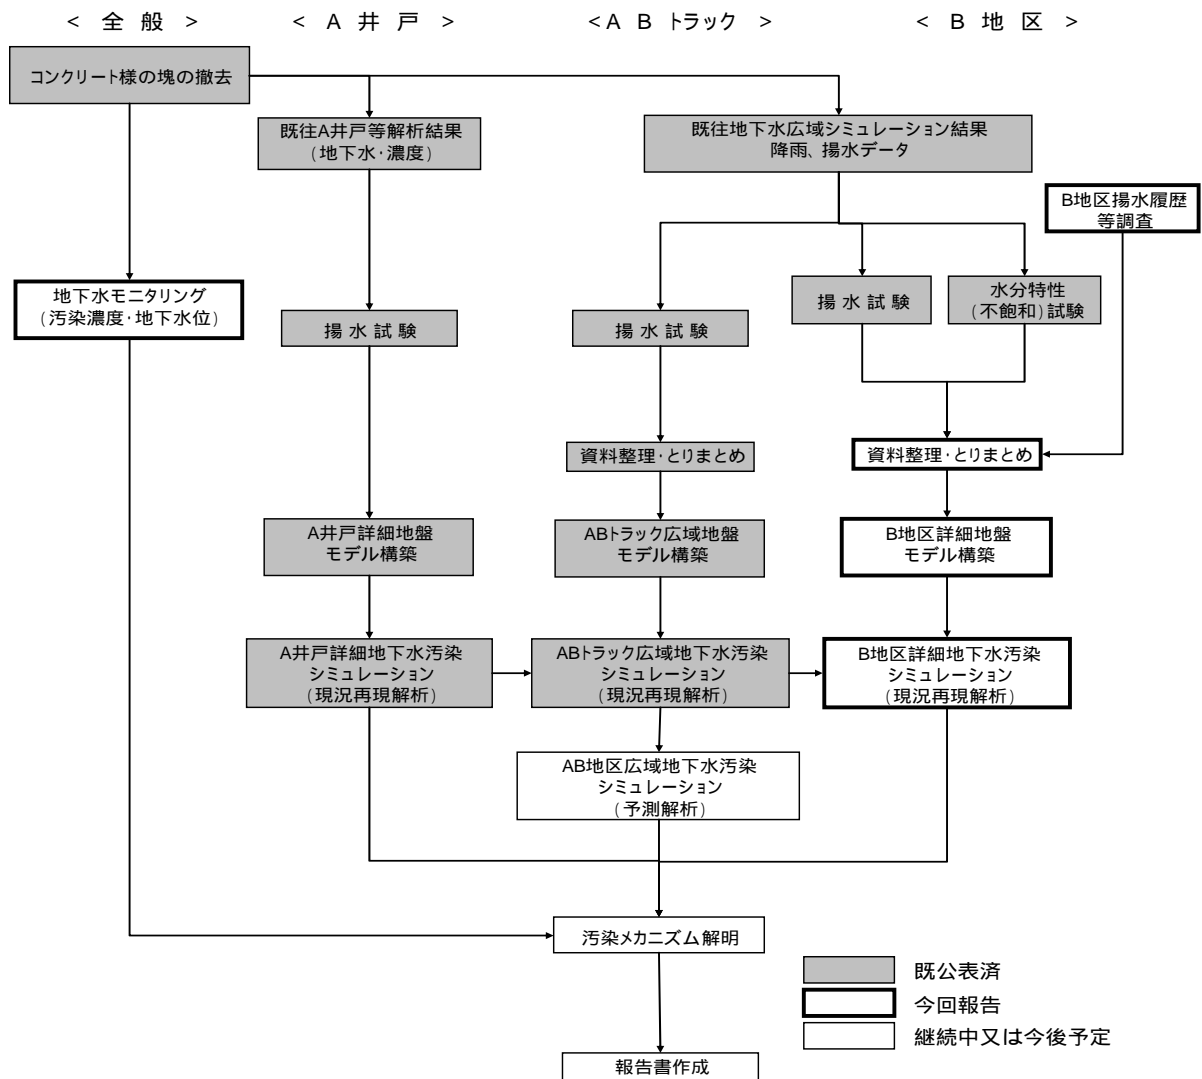 < 全 般 > < A 井 戸 > < A B トラック > < B 地 区 >
コンクリート様の塊の撤去
既往A井戸等解析結果
(地下水・濃度)
既往地下水広域シミュレーション結果
降雨、揚水データ
B地区揚水履歴
等調査
地下水モニタリング
(汚染濃度・地下水位)
揚 水 試 験
揚 水 試 験
揚 水 試 験
水分特性
(不飽和)試験
資料整理・とりまとめ
資料整理・とりまとめ
A井戸詳細地盤
モデル構築
ABトラック広域地盤
モデル構築
B地区詳細地盤
モデル構築
A井戸詳細地下水汚染
シミュレーション
(現況再現解析)
ABトラック広域地下水汚染
シミュレーション
(現況再現解析)
B地区詳細地下水汚染
シミュレーション
(現況再現解析)
AB地区広域地下水汚染
シミュレーション
(予測解析)
汚染メカニズム解明
報告書作成
既公表済
今回報告
継続中又は今後予定